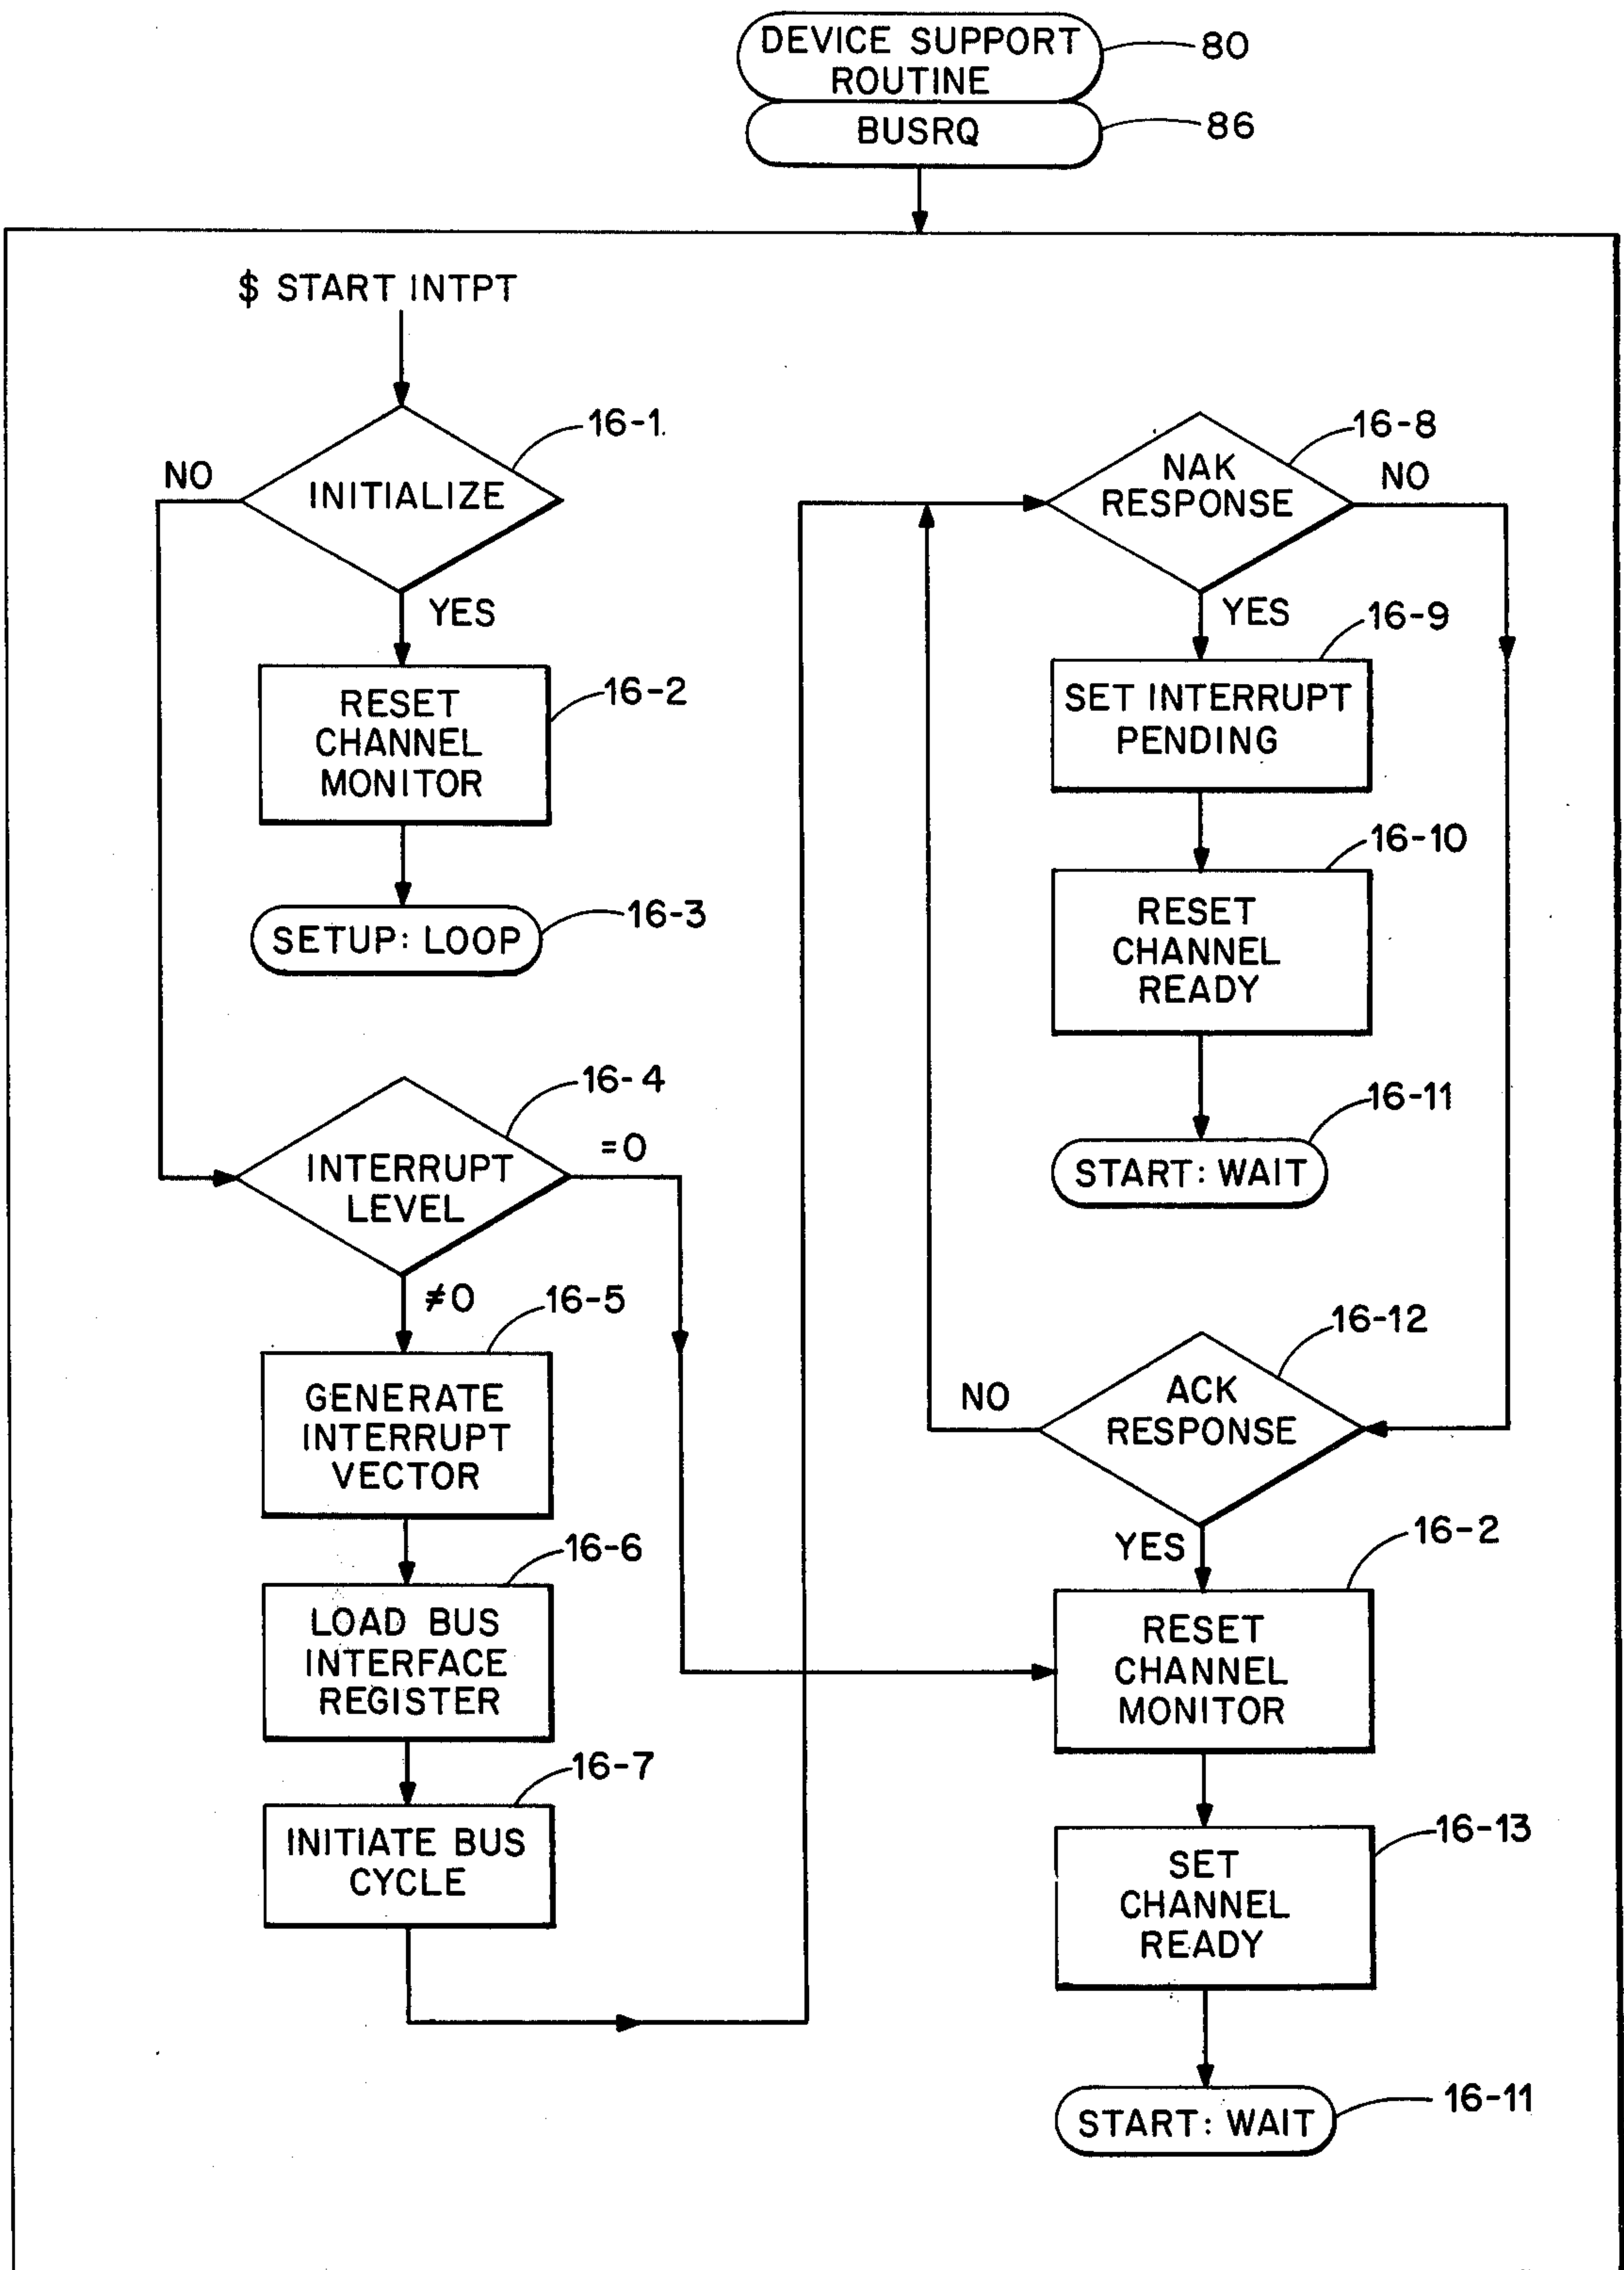 DEVICE SUPPORT
ROUTINE
80
BUSRQ
86
$ START INTPT
16-1
NO
INITIALIZE
YES
16-2
RESET
CHANNEL
MONITOR
16-3
SETUP: LOOP
16-4
=0
INTERRUPT
LEVEL
≠0
16-5
GENERATE
INTERRUPT
VECTOR
16-6
LOAD BUS
INTERFACE
REGISTER
16-7
INITIATE BUS
CYCLE
16-8
NAK
RESPONSE
NO
YES
16-9
SET INTERRUPT
PENDING
16-10
RESET
CHANNEL
READY
16-11
START: WAIT
16-12
NO
ACK
RESPONSE
YES
16-2
RESET
CHANNEL
MONITOR
16-13
SET
CHANNEL
READY
16-11
START: WAIT